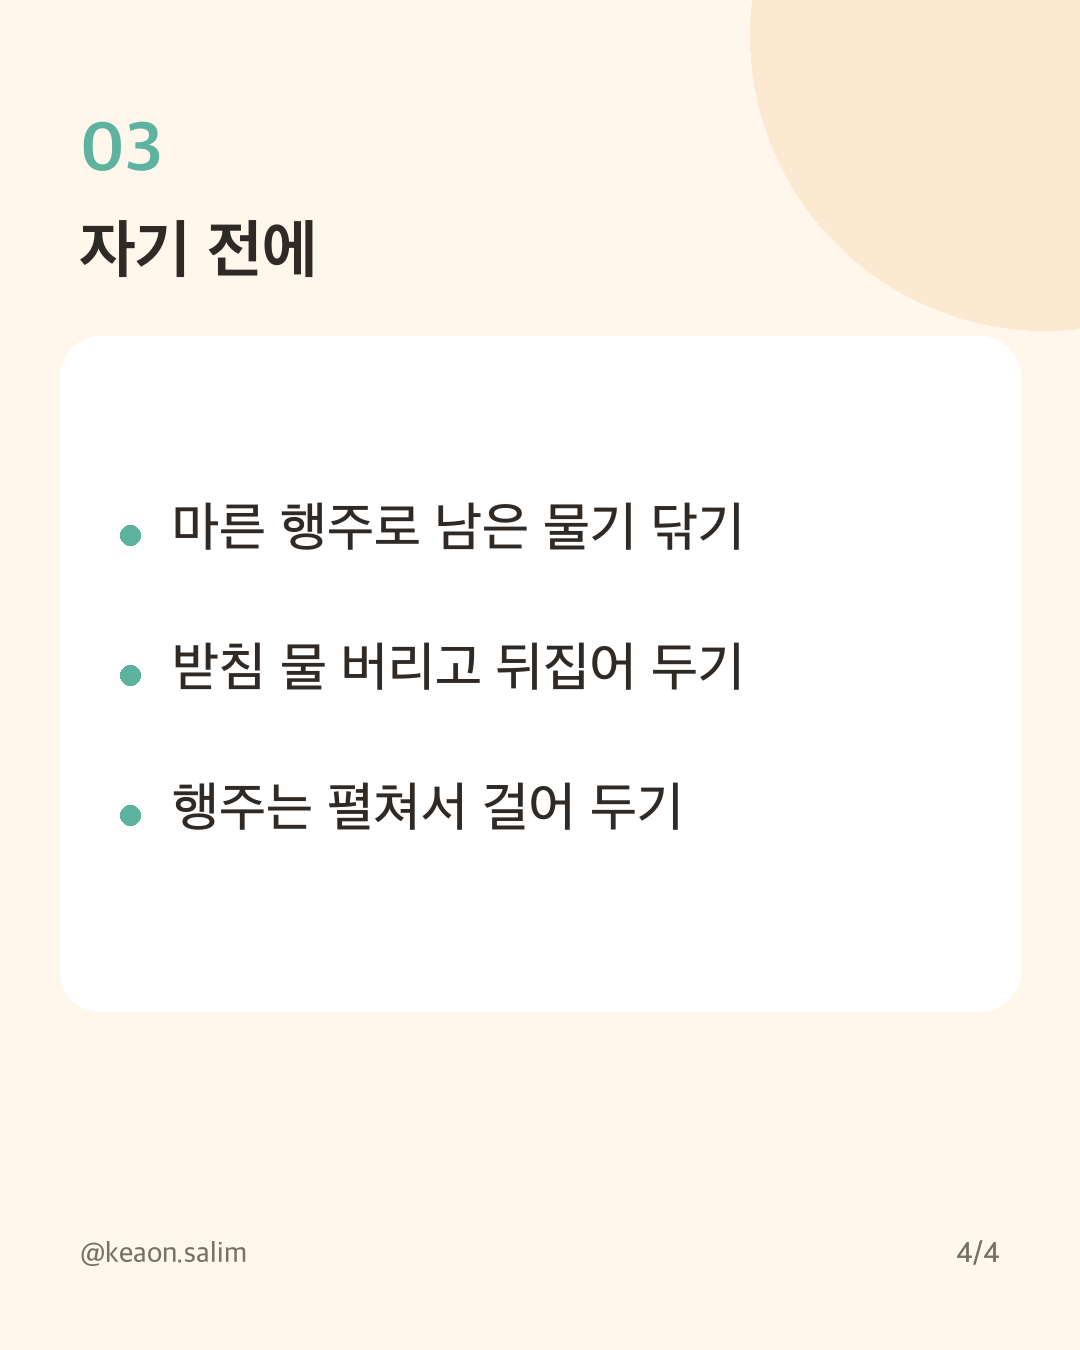 03
자기 전에
마른 행주로 남은 물기 닦기
받침 물 버리고 뒤집어 두기
행주는 펼쳐서 걸어 두기
@keaon.salim
4/4